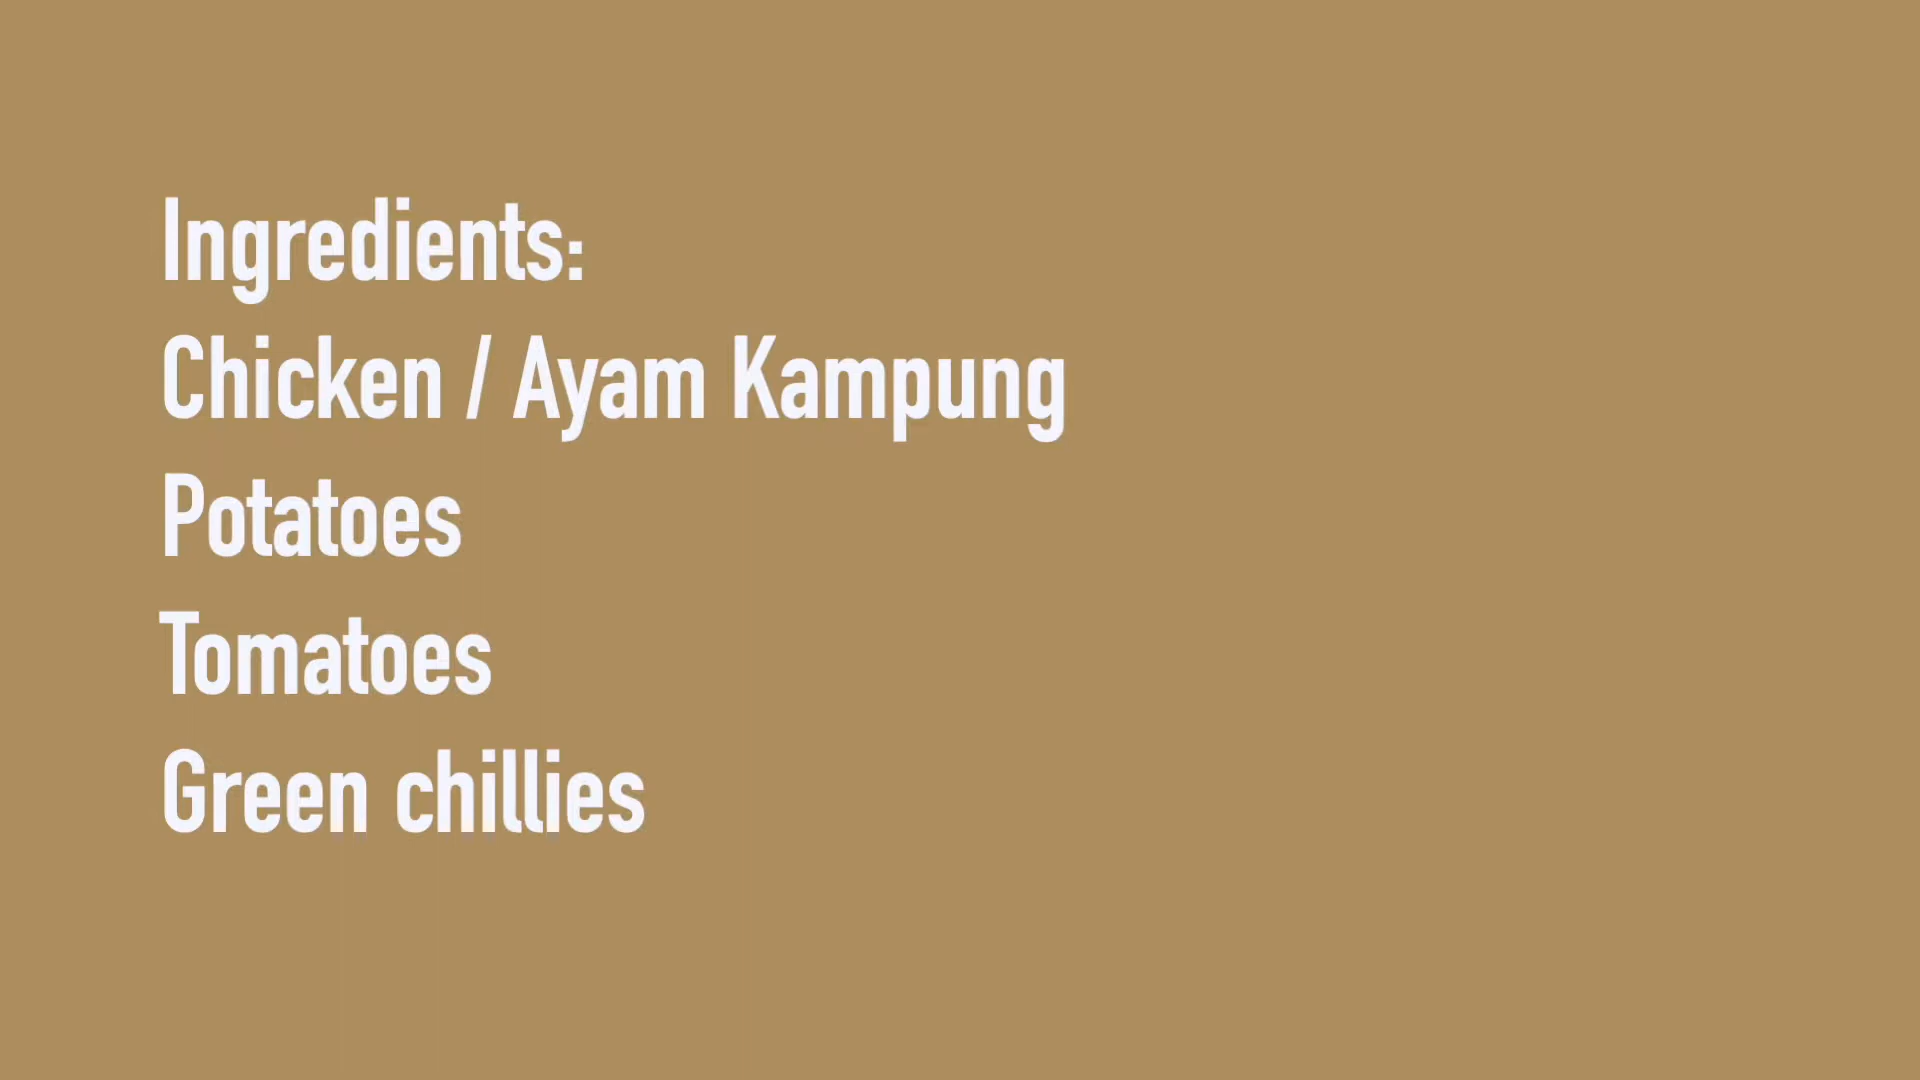 Ingredients:
Chicken / Ayam Kampung
Potatoes
Tomatoes
Green chillies